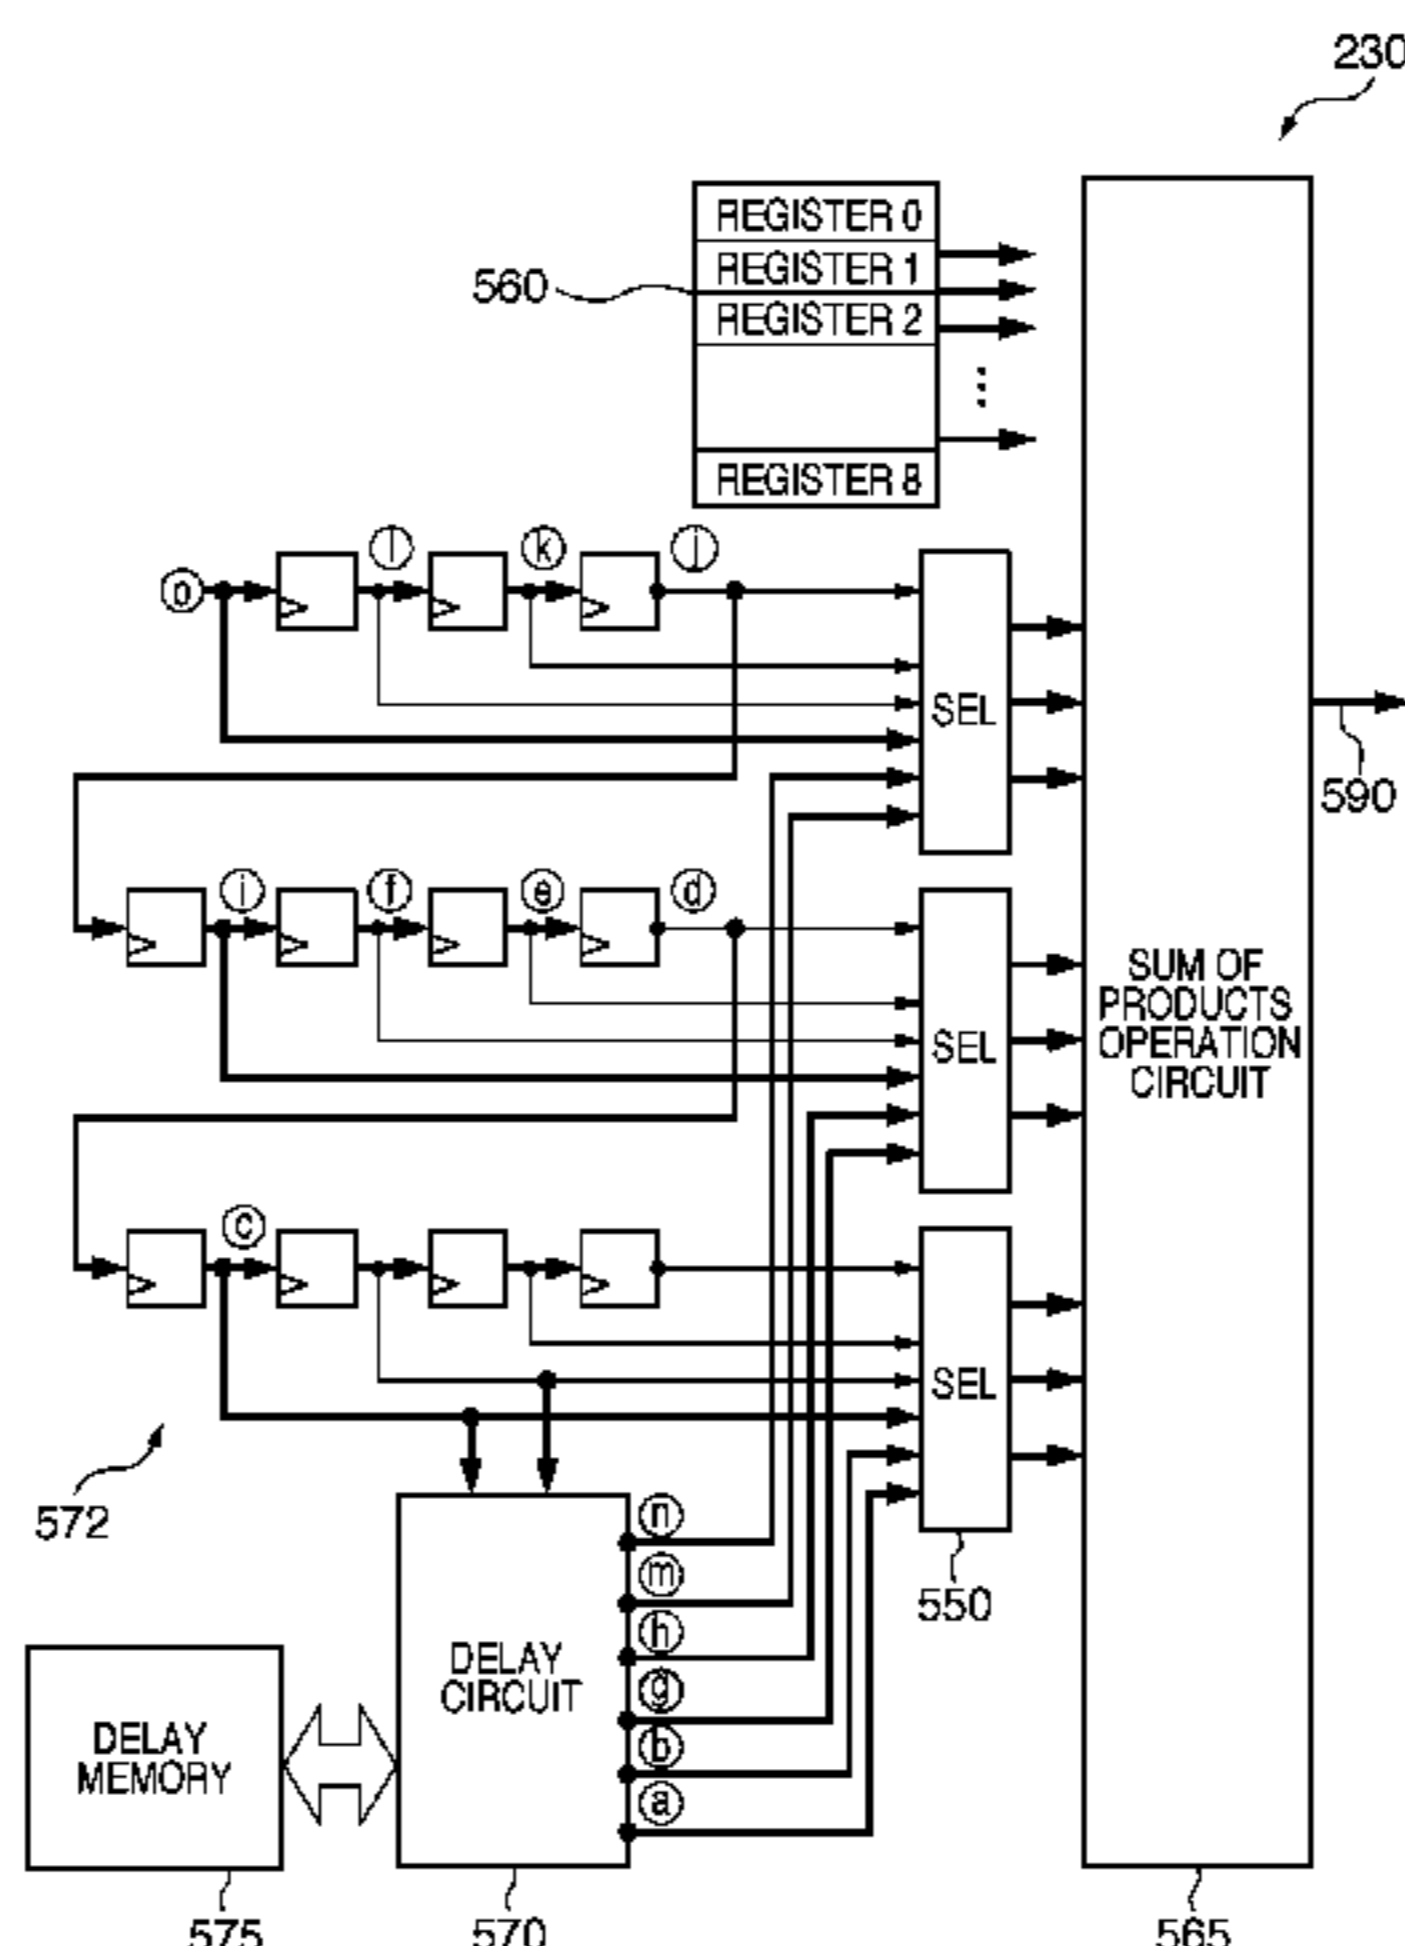 230
REGISTER 0
REGISTER 1
560
REGISTER 2
REGISTER 8
o
l
k
j
SEL
590
i
f
e
d
SEL
SUM OF
PRODUCTS
OPERATION
CIRCUIT
c
SEL
572
550
n
m
h
g
b
a
DELAY
CIRCUIT
DELAY
MEMORY
575
570
565